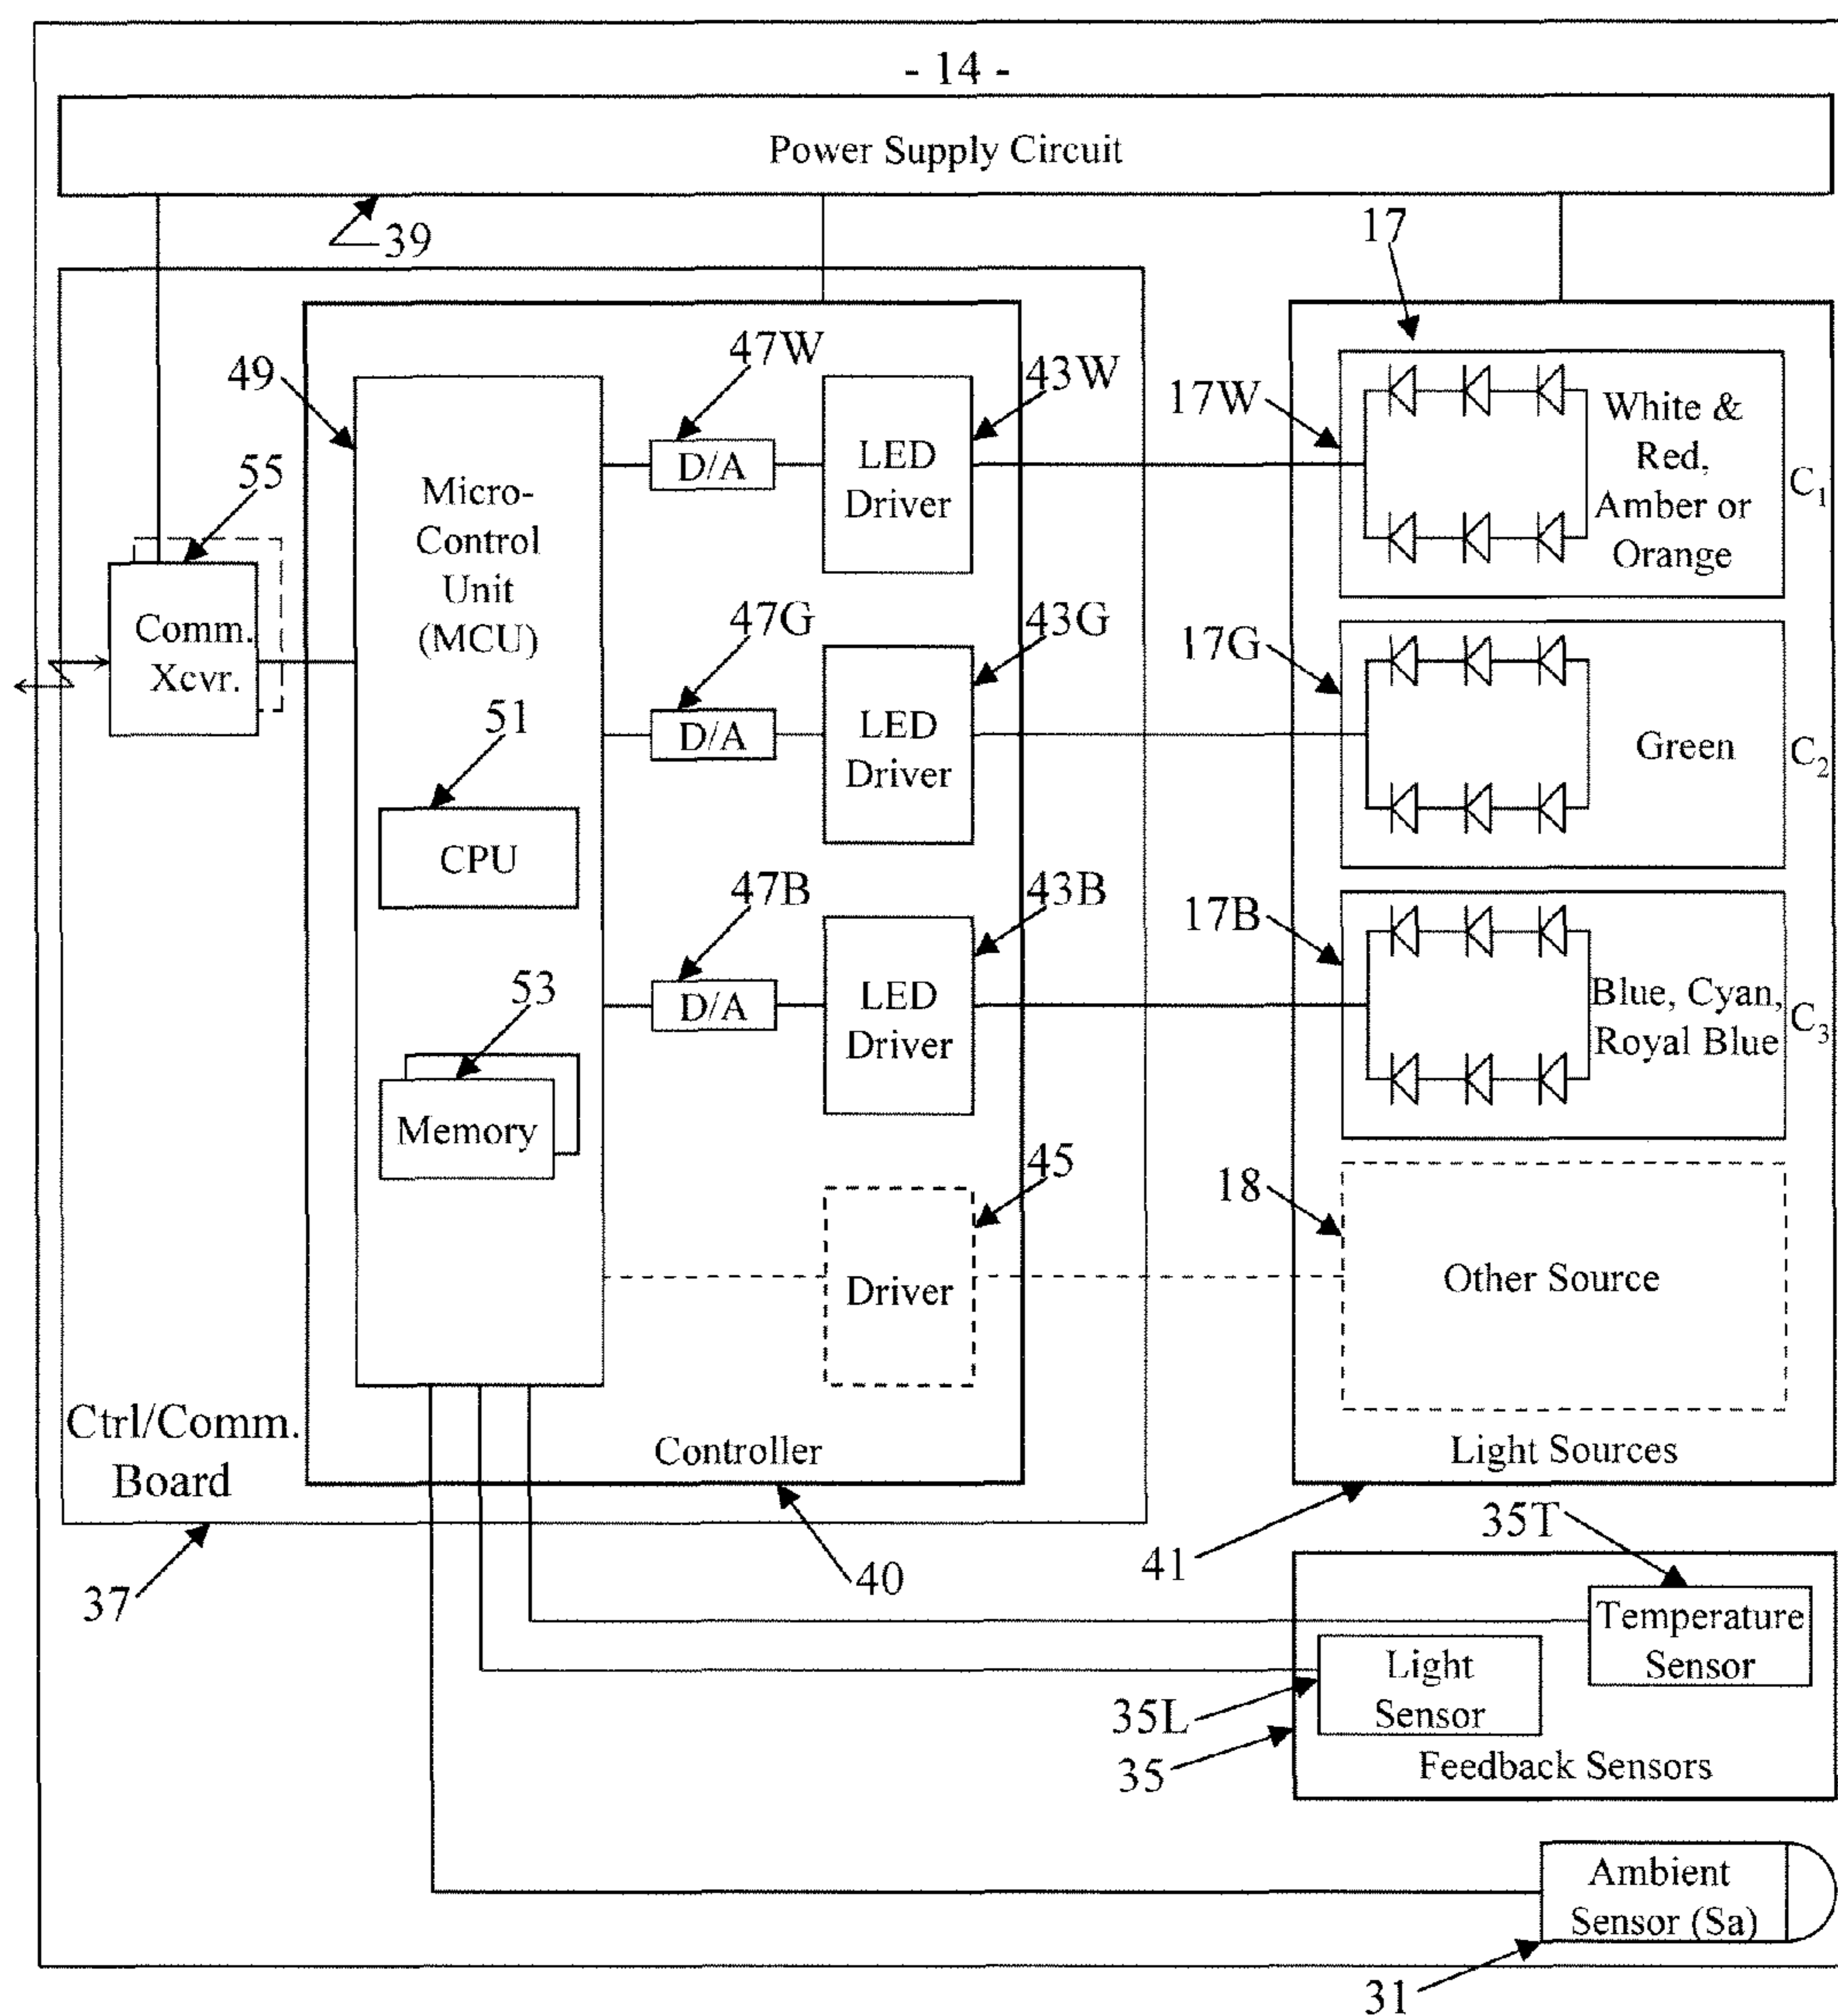 - 14 -
Power Supply Circuit
39
17
49
47W
43W
17W
D/A
LED
Driver
White &
Red,
Amber or
Orange
C1
55
Micro-
Control
Unit
(MCU)
Comm.
Xcvr.
47G
43G
17G
D/A
LED
Driver
Green
C2
51
CPU
47B
43B
17B
D/A
LED
Driver
Blue, Cyan,
Royal Blue
C3
53
Memory
45
18
Driver
Other Source
Ctrl/Comm.
Board
Controller
Light Sources
37
40
41
35T
Temperature
Sensor
Light
Sensor
35L
35
Feedback Sensors
Ambient
Sensor (Sa)
31